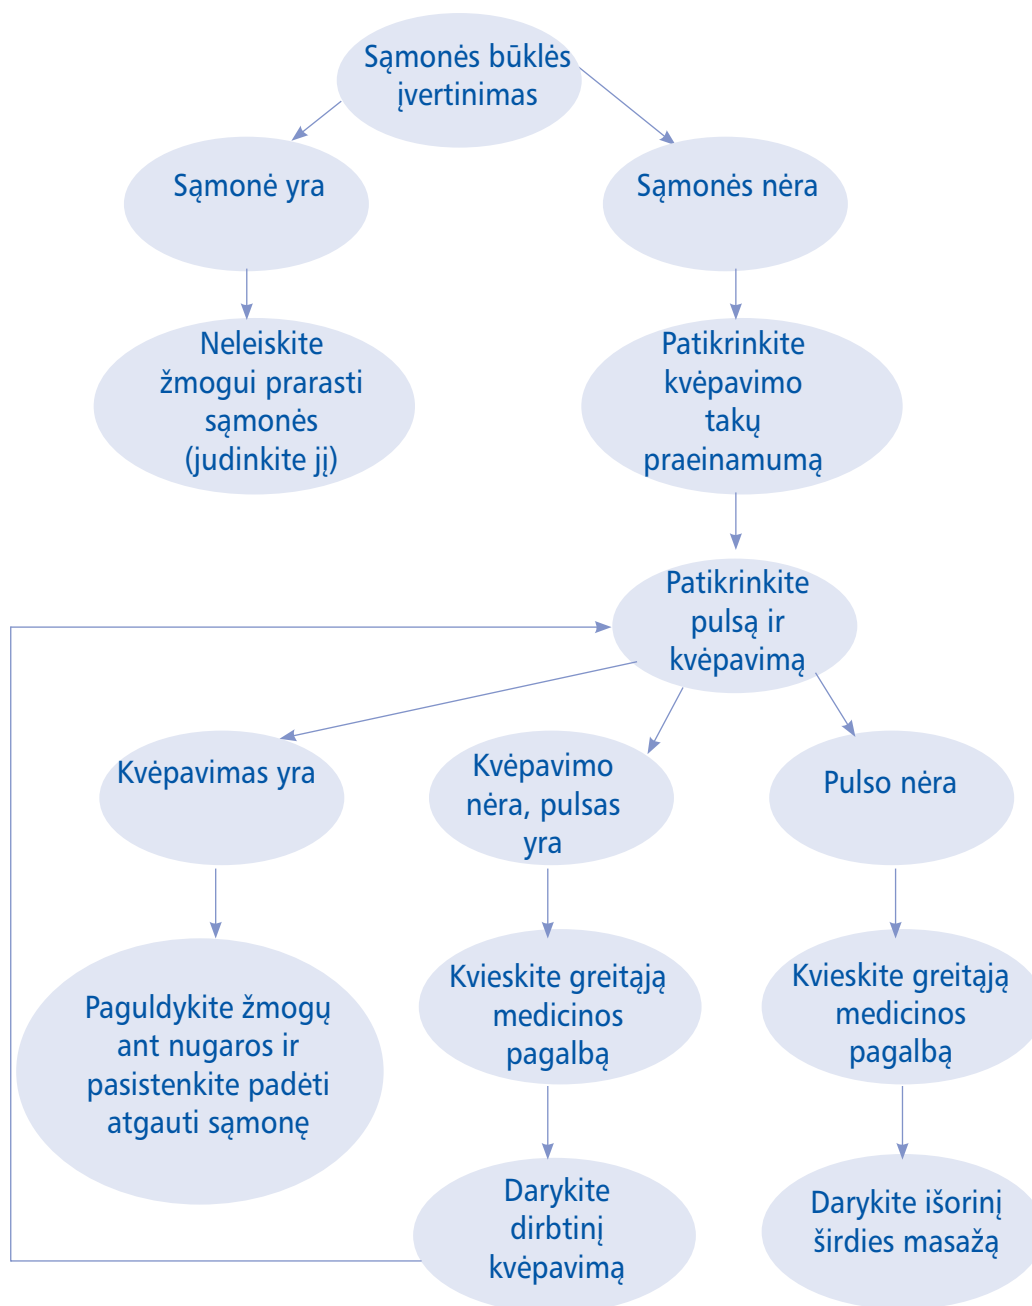 Sąmonės būklės
įvertinimas
Sąmonė yra
Sąmonės nėra
Neleiskite
žmogui prarasti
sąmonės
(judinkite jį)
Patikrinkite
kvėpavimo
takų
praeinamumą
Patikrinkite
pulsą ir
kvėpavimą
Kvėpavimas yra
Kvėpavimo
nėra, pulsas
yra
Pulso nėra
Paguldykite žmogų
ant nugaros ir
pasistenkite padėti
atgauti sąmonę
Kvieskite greitąją
medicinos
pagalbą
Kvieskite greitąją
medicinos
pagalbą
Darykite
dirbtinį
kvėpavimą
Darykite išorinį
širdies masažą